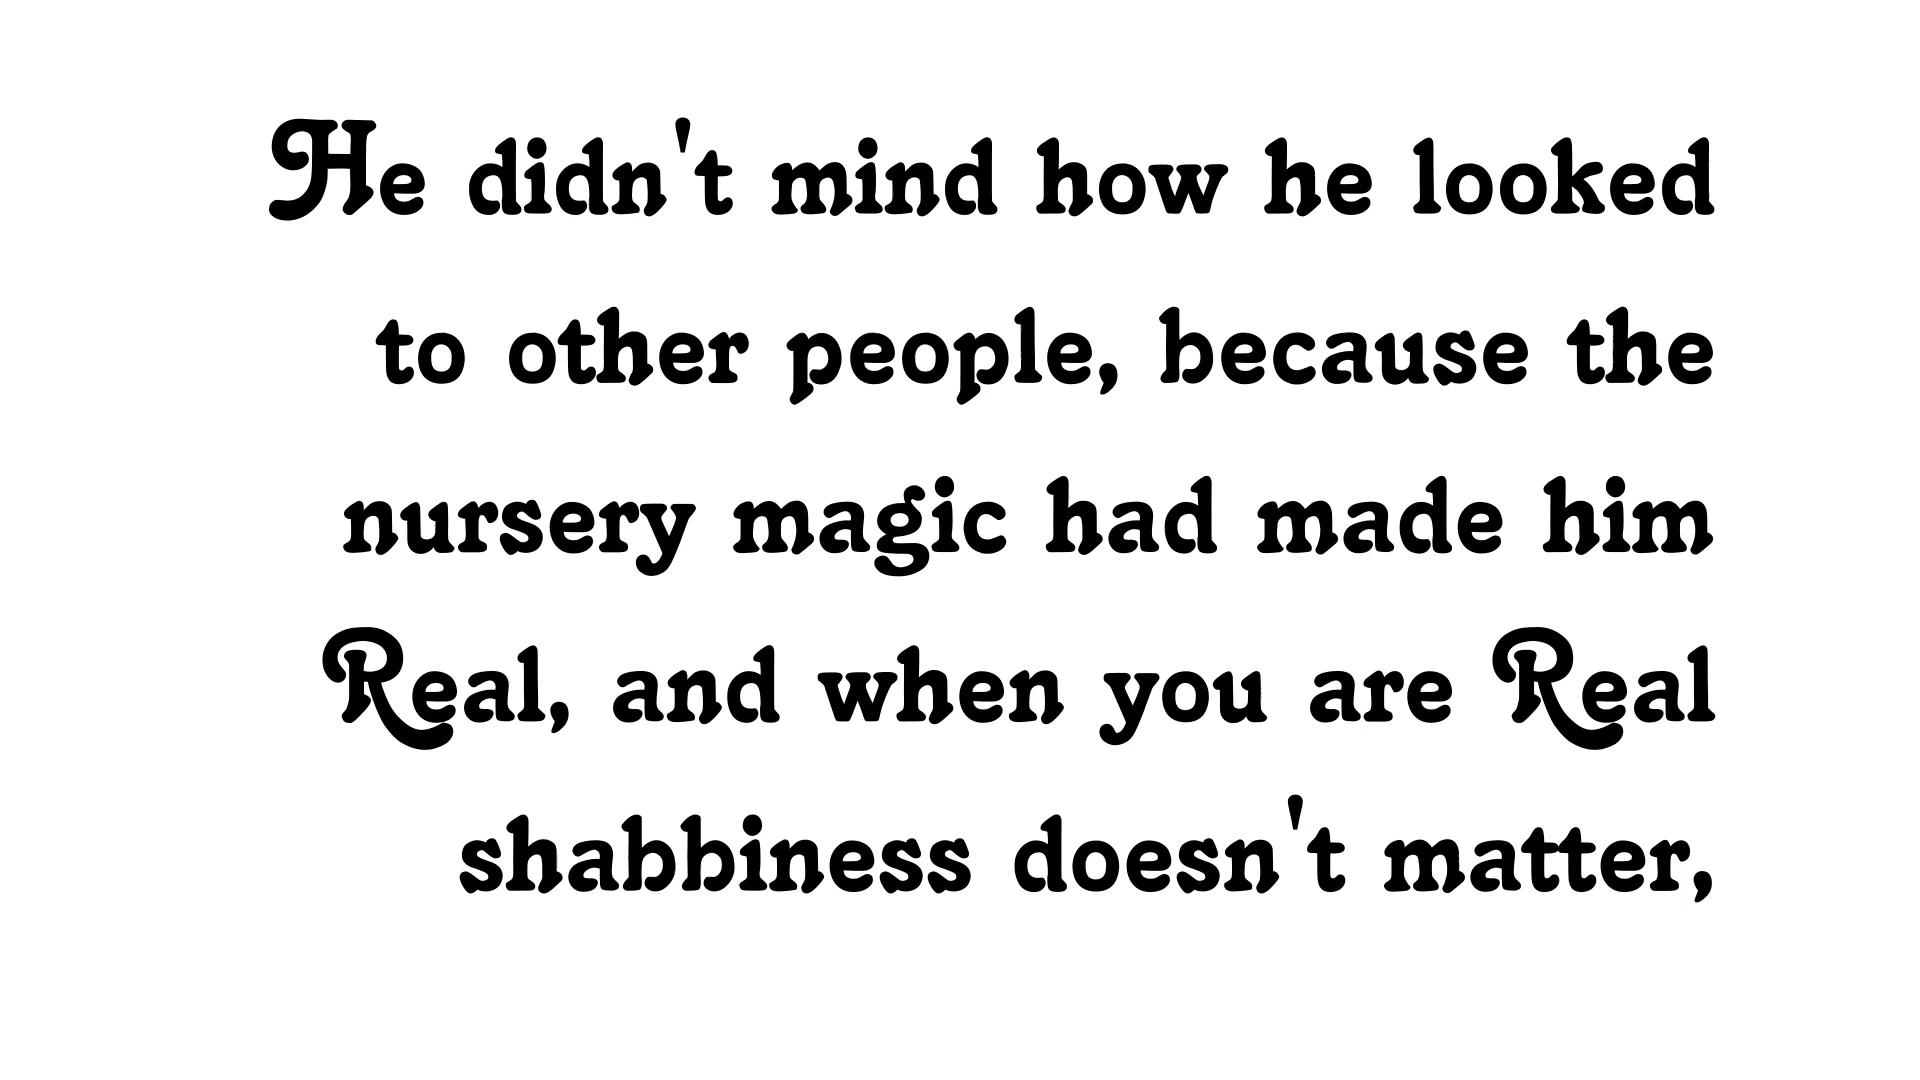 He didn't mind how he looked
to other people, because the
nursery magic had made him
Real, and when you are Real
shabbiness doesn't matter,